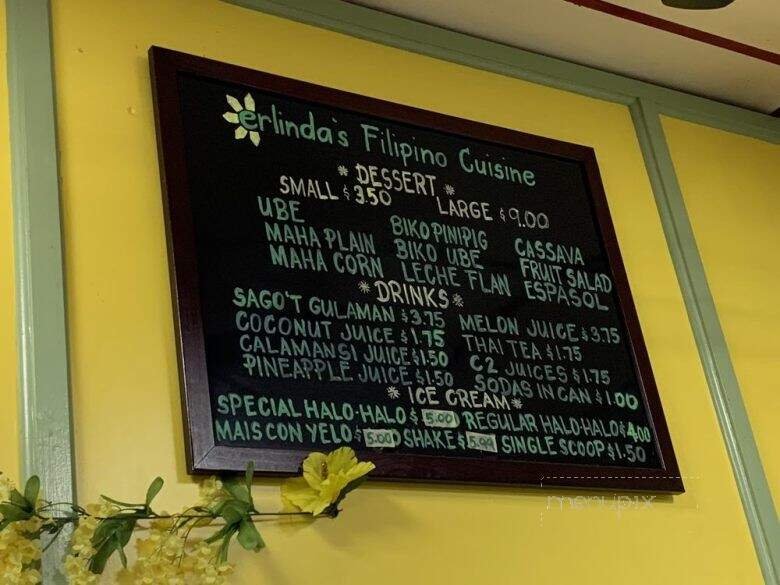 erlinda's Filipino Cuisine
* DESSERT *
SMALL $3.50 LARGE $9.00
UBE BIKO PINIPIG CASSAVA
MAHA PLAIN BIKO UBE FRUIT SALAD
MAHA CORN LECHE FLAN ESPASOL
* DRINKS *
SAGO'T GULAMAN $3.75 MELON JUICE $3.75
COCONUT JUICE $1.75 THAI TEA $1.75
CALAMANSI JUICE $1.50 C2 JUICES $1.75
PINEAPPLE JUICE $1.50 SODAS IN CAN $1.00
* ICE CREAM *
SPECIAL HALO-HALO $5.00 REGULAR HALO-HALO $4.00
MAIS CON YELO $5.00 SHAKE $5.99 SINGLE SCOOP $1.50
menupix